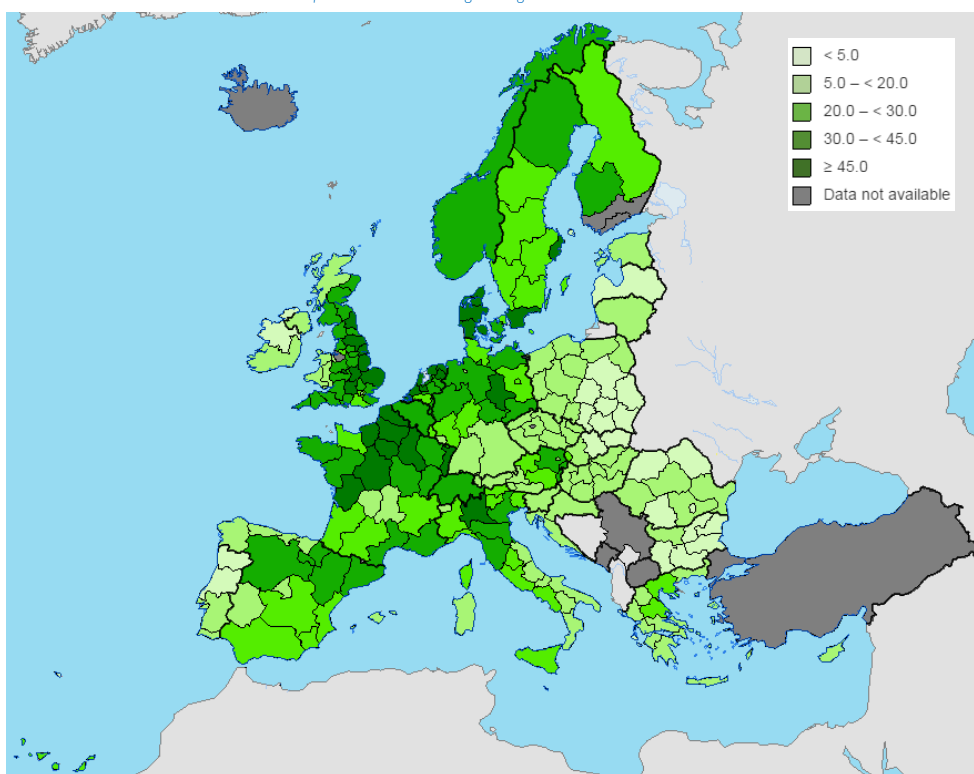 < 5.0
5.0 – < 20.0
20.0 – < 30.0
30.0 – < 45.0
≥ 45.0
Data not available